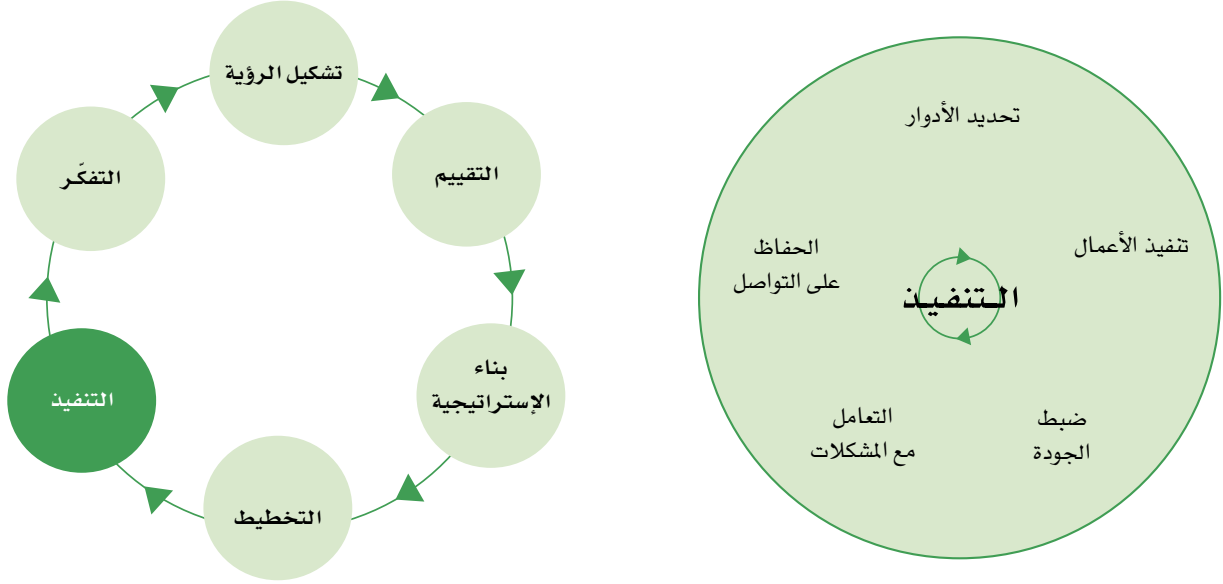 تشكيل الرؤية
التقييم
بناء
الإستراتيجية
التخطيط
التنفيذ
التفكّر
تحديد الأدوار
تنفيذ الأعمال
ضبط
الجودة
التعامل
مع المشكلات
الحفاظ
على التواصل
التنفيذ